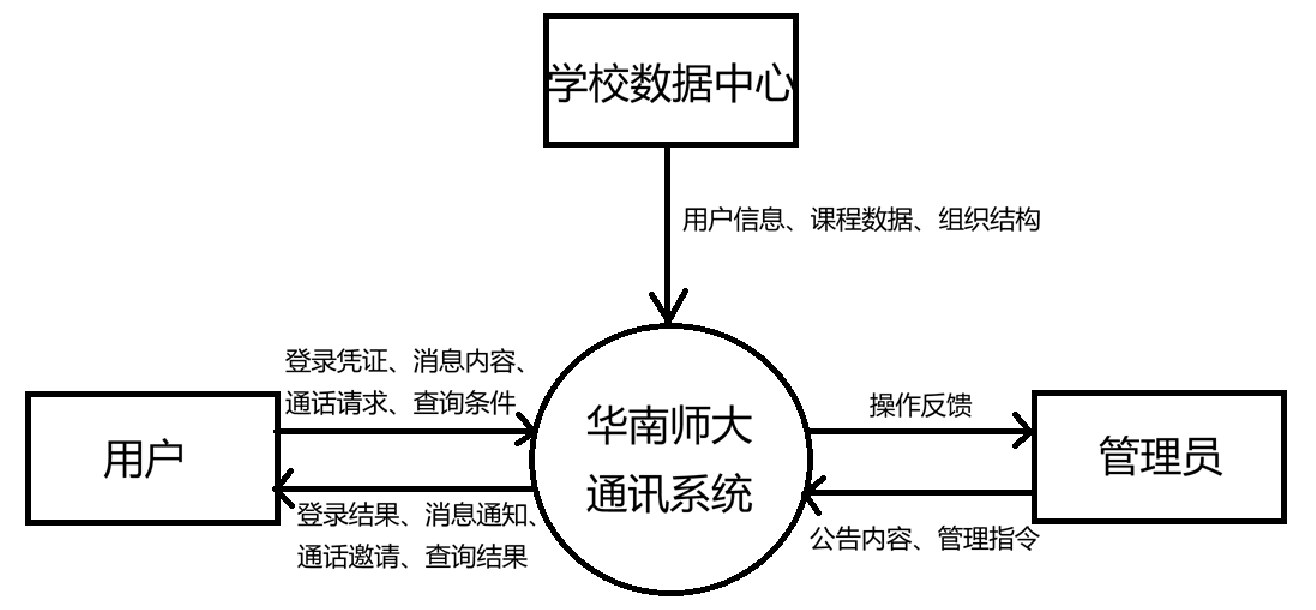 学校数据中心
用户信息、课程数据、组织结构
登录凭证、消息内容、
通话请求、查询条件
用户
登录结果、消息通知、
通话邀请、查询结果
华南师大
通讯系统
操作反馈
管理员
公告内容、管理指令